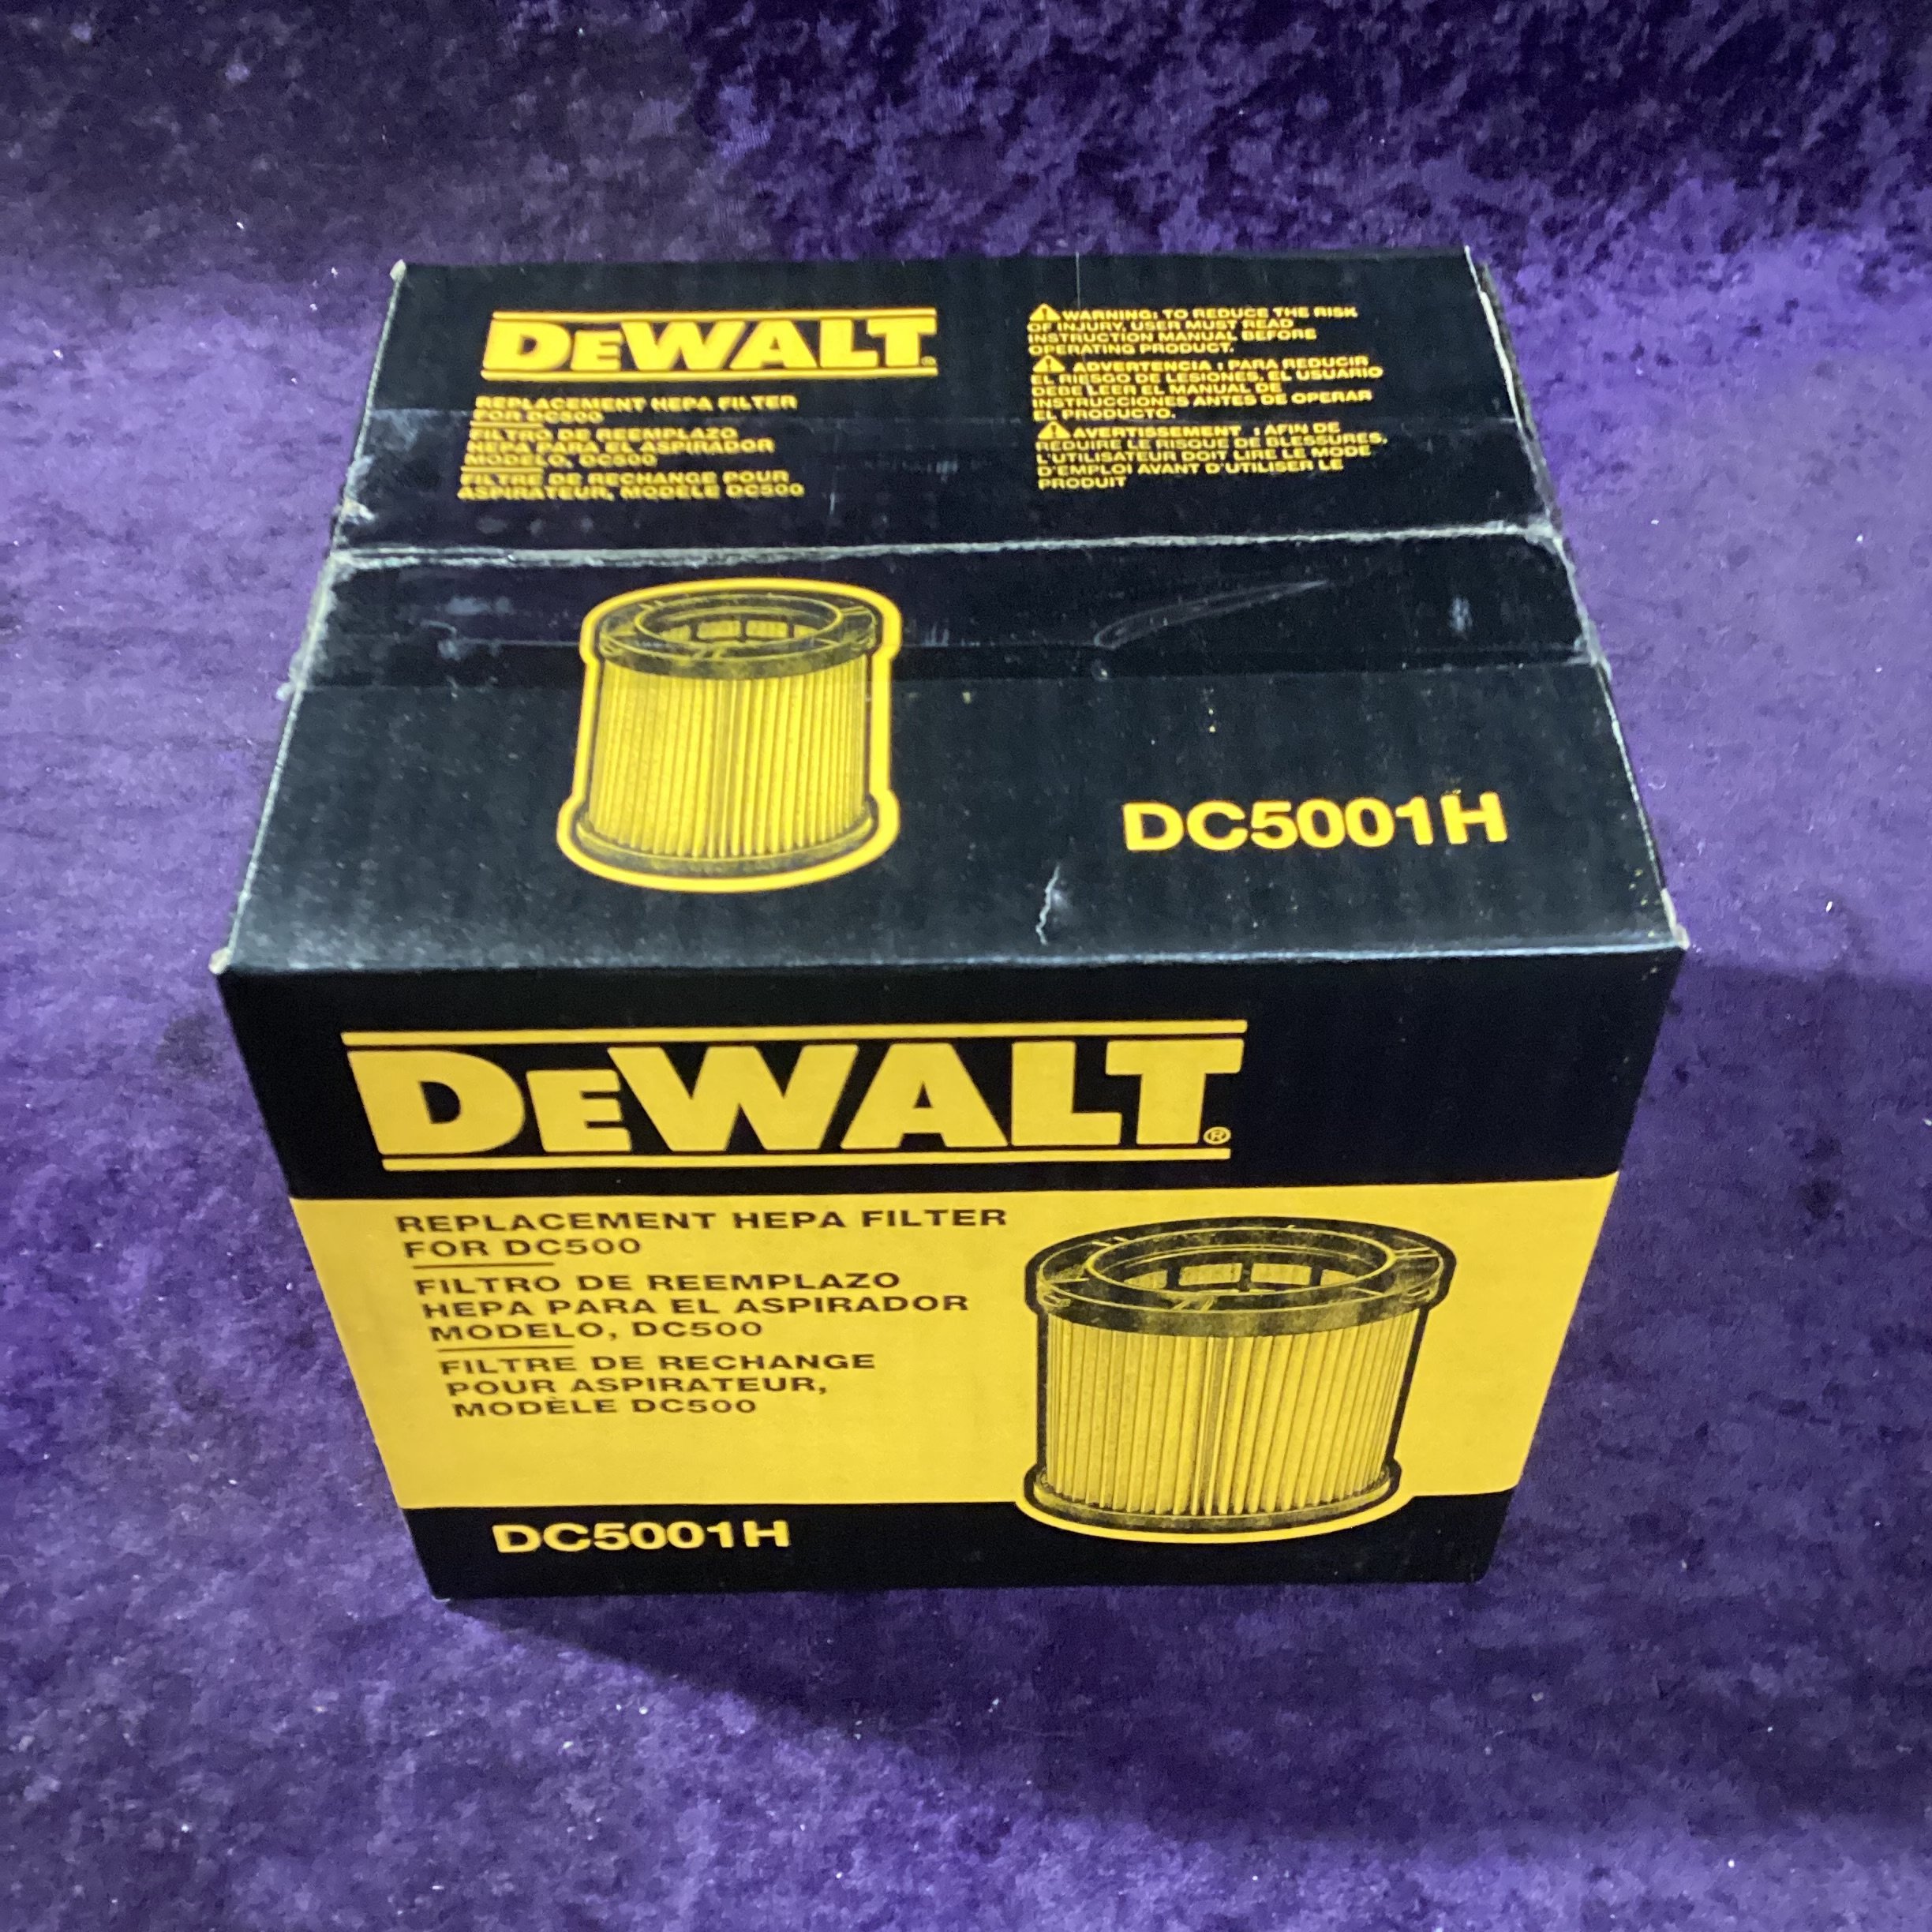 DEWALT.
REPLACEMENT HEPA FILTER
FOR DC500
FILTRO DE REEMPLAZO
HEPA PARA EL ASPIRADOR
MODELO, DC500
FILTRE DE RECHANGE POUR
ASPIRATEUR, MODÈLE DC500
⚠WARNING: TO REDUCE THE RISK
OF INJURY, USER MUST READ
INSTRUCTION MANUAL BEFORE
OPERATING PRODUCT.
⚠ ADVERTENCIA : PARA REDUCIR
EL RIESGO DE LESIONES, EL USUARIO
DEBE LEER EL MANUAL DE
INSTRUCCIONES ANTES DE OPERAR
EL PRODUCTO.
⚠AVERTISSEMENT : AFIN DE
RÉDUIRE LE RISQUE DE BLESSURES,
L'UTILISATEUR DOIT LIRE LE MODE
D'EMPLOI AVANT D'UTILISER LE
PRODUIT
DC5001H
DEWALT®
REPLACEMENT HEPA FILTER
FOR DC500
FILTRO DE REEMPLAZO
HEPA PARA EL ASPIRADOR
MODELO, DC500
FILTRE DE RECHANGE
POUR ASPIRATEUR,
MODÈLE DC500
DC5001H